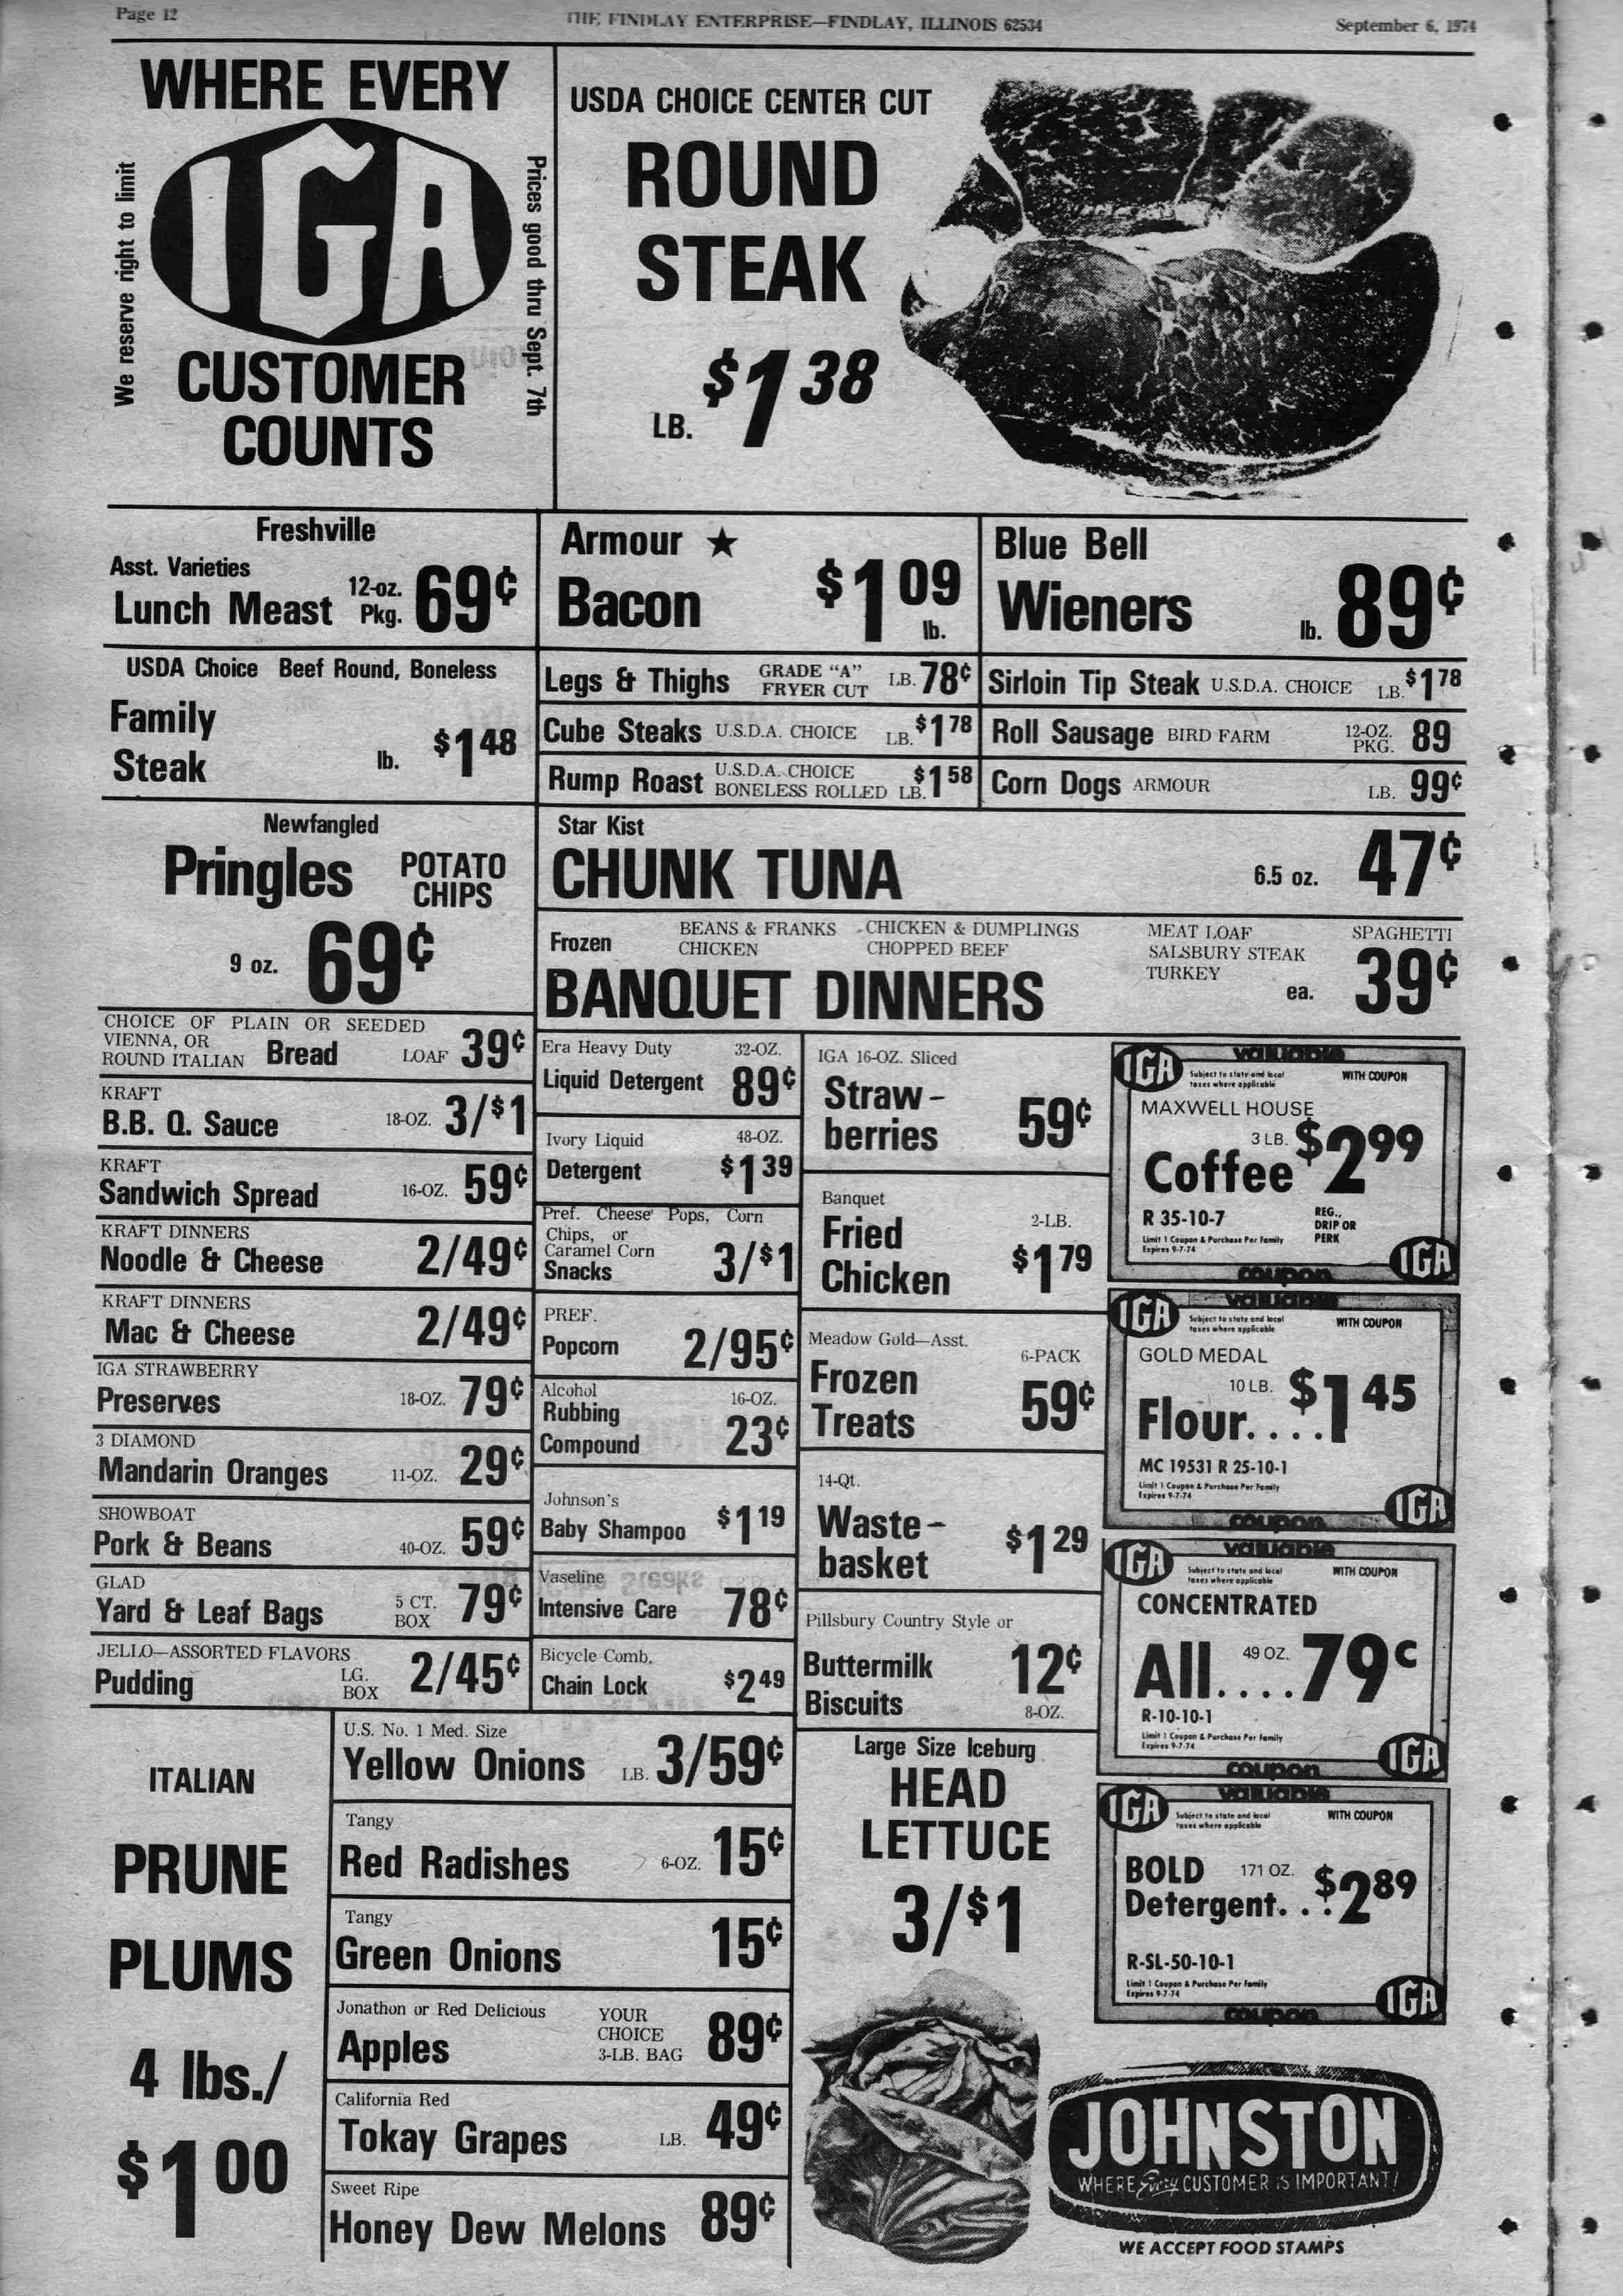 Page 12
THE FINDLAY ENTERPRISE—FINDLAY, ILLINOIS 62534
September 6, 1974
WHERE EVERY
IGA
CUSTOMER
COUNTS
We reserve right to limit
Prices good thru Sept. 7th
USDA CHOICE CENTER CUT
ROUND
STEAK
LB. $1 38
Freshville
Asst. Varieties
Lunch Meast 12-oz. Pkg. 69¢
USDA Choice Beef Round, Boneless
Family
Steak lb. $1 48
Armour ★
Bacon $1 09 lb.
Blue Bell
Wieners lb. 89¢
Legs & Thighs GRADE "A" FRYER CUT LB. 78¢
Sirloin Tip Steak U.S.D.A. CHOICE LB. $1 78
Cube Steaks U.S.D.A. CHOICE LB. $1 78
Roll Sausage BIRD FARM 12-OZ. PKG. 89
Rump Roast U.S.D.A. CHOICE BONELESS ROLLED LB. $1 58
Corn Dogs ARMOUR LB. 99¢
Newfangled
Pringles POTATO CHIPS
9 oz. 69¢
Star Kist
CHUNK TUNA 6.5 oz. 47¢
Frozen
BEANS & FRANKS CHICKEN & DUMPLINGS MEAT LOAF SPAGHETTI
CHICKEN CHOPPED BEEF SALSBURY STEAK
TURKEY
BANQUET DINNERS ea. 39¢
CHOICE OF PLAIN OR SEEDED
VIENNA, OR
ROUND ITALIAN Bread LOAF 39¢
KRAFT
B.B. Q. Sauce 18-OZ. 3/$1
KRAFT
Sandwich Spread 16-OZ. 59¢
KRAFT DINNERS
Noodle & Cheese 2/49¢
KRAFT DINNERS
Mac & Cheese 2/49¢
IGA STRAWBERRY
Preserves 18-OZ. 79¢
3 DIAMOND
Mandarin Oranges 11-OZ. 29¢
SHOWBOAT
Pork & Beans 40-OZ. 59¢
GLAD
Yard & Leaf Bags 5 CT. BOX 79¢
JELLO—ASSORTED FLAVORS
Pudding LG. BOX 2/45¢
Era Heavy Duty 32-OZ.
Liquid Detergent 89¢
Ivory Liquid 48-OZ.
Detergent $1 39
Pref. Cheese Pops, Corn
Chips, or
Caramel Corn
Snacks 3/$1
PREF.
Popcorn 2/95¢
Alcohol 16-OZ.
Rubbing
Compound 23¢
Johnson's
Baby Shampoo $1 19
Vaseline
Intensive Care 78¢
Bicycle Comb.
Chain Lock $2 49
IGA 16-OZ. Sliced
Straw-
berries 59¢
Banquet
Fried 2-LB.
Chicken $1 79
Meadow Gold—Asst.
6-PACK
Frozen
Treats 59¢
14-Qt.
Waste-
basket $1 29
Pillsbury Country Style or
Buttermilk 12¢
Biscuits 8-OZ.
IGA valuable
Subject to state and local
taxes where applicable
WITH COUPON
MAXWELL HOUSE
3 LB. $2 99
Coffee
R 35-10-7
REG.,
DRIP OR
PERK
Limit 1 Coupon & Purchase Per Family
Expires 9-7-74
coupon IGA
IGA valuable
Subject to state and local
taxes where applicable
WITH COUPON
GOLD MEDAL
10 LB. $1 45
Flour....
MC 19531 R 25-10-1
Limit 1 Coupon & Purchase Per Family
Expires 9-7-74
coupon IGA
IGA valuable
Subject to state and local
taxes where applicable
WITH COUPON
CONCENTRATED
All.... 49 OZ. 79¢
R-10-10-1
Limit 1 Coupon & Purchase Per Family
Expires 9-7-74
coupon IGA
IGA valuable
Subject to state and local
taxes where applicable
WITH COUPON
BOLD 171 OZ. $2 89
Detergent...
R-SL-50-10-1
Limit 1 Coupon & Purchase Per Family
Expires 9-7-74
coupon IGA
ITALIAN
PRUNE
PLUMS
4 lbs./
$1 00
U.S. No. 1 Med. Size
Yellow Onions LB. 3/59¢
Tangy
Red Radishes 6-OZ. 15¢
Tangy
Green Onions 15¢
Jonathon or Red Delicious
Apples YOUR CHOICE 3-LB. BAG 89¢
California Red
Tokay Grapes LB. 49¢
Sweet Ripe
Honey Dew Melons 89¢
Large Size Iceburg
HEAD
LETTUCE
3/$1
JOHNSTON
WHERE Every CUSTOMER IS IMPORTANT!
WE ACCEPT FOOD STAMPS